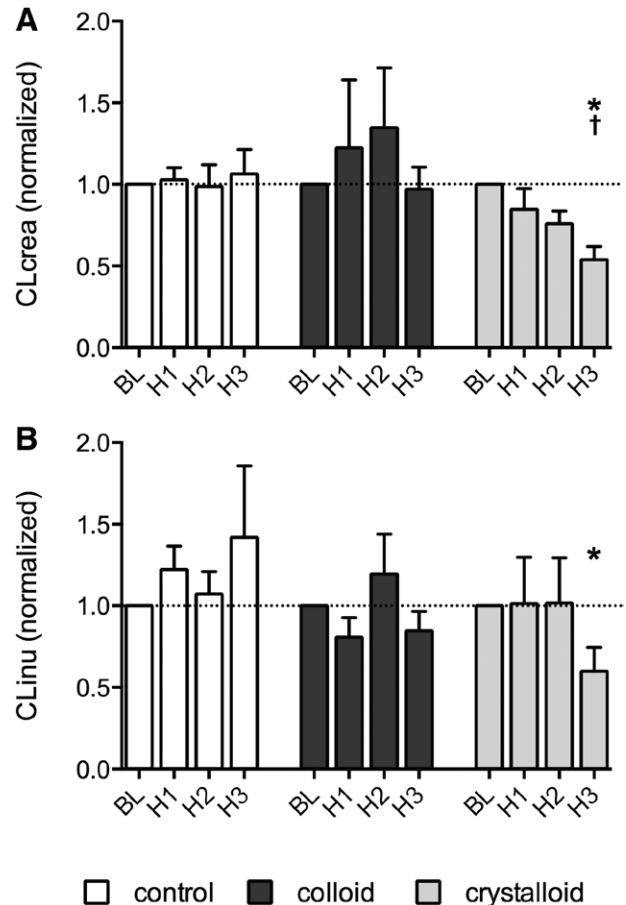 A
CLcrea (normalized)
2.0
1.5
1.0
0.5
0.0
*
†
BL H1 H2 H3 BL H1 H2 H3 BL H1 H2 H3
B
CLinu (normalized)
2.0
1.5
1.0
0.5
0.0
*
BL H1 H2 H3 BL H1 H2 H3 BL H1 H2 H3
control colloid crystalloid